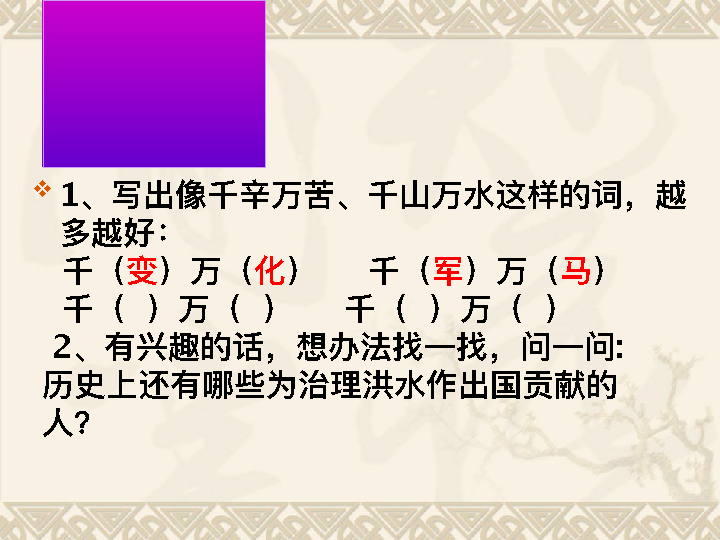 1、写出像千辛万苦、千山万水这样的词，越
多越好：
千（变）万（化） 千（军）万（马）
千（ ）万（ ） 千（ ）万（ ）
2、有兴趣的话，想办法找一找，问一问:
历史上还有哪些为治理洪水作出国贡献的
人？